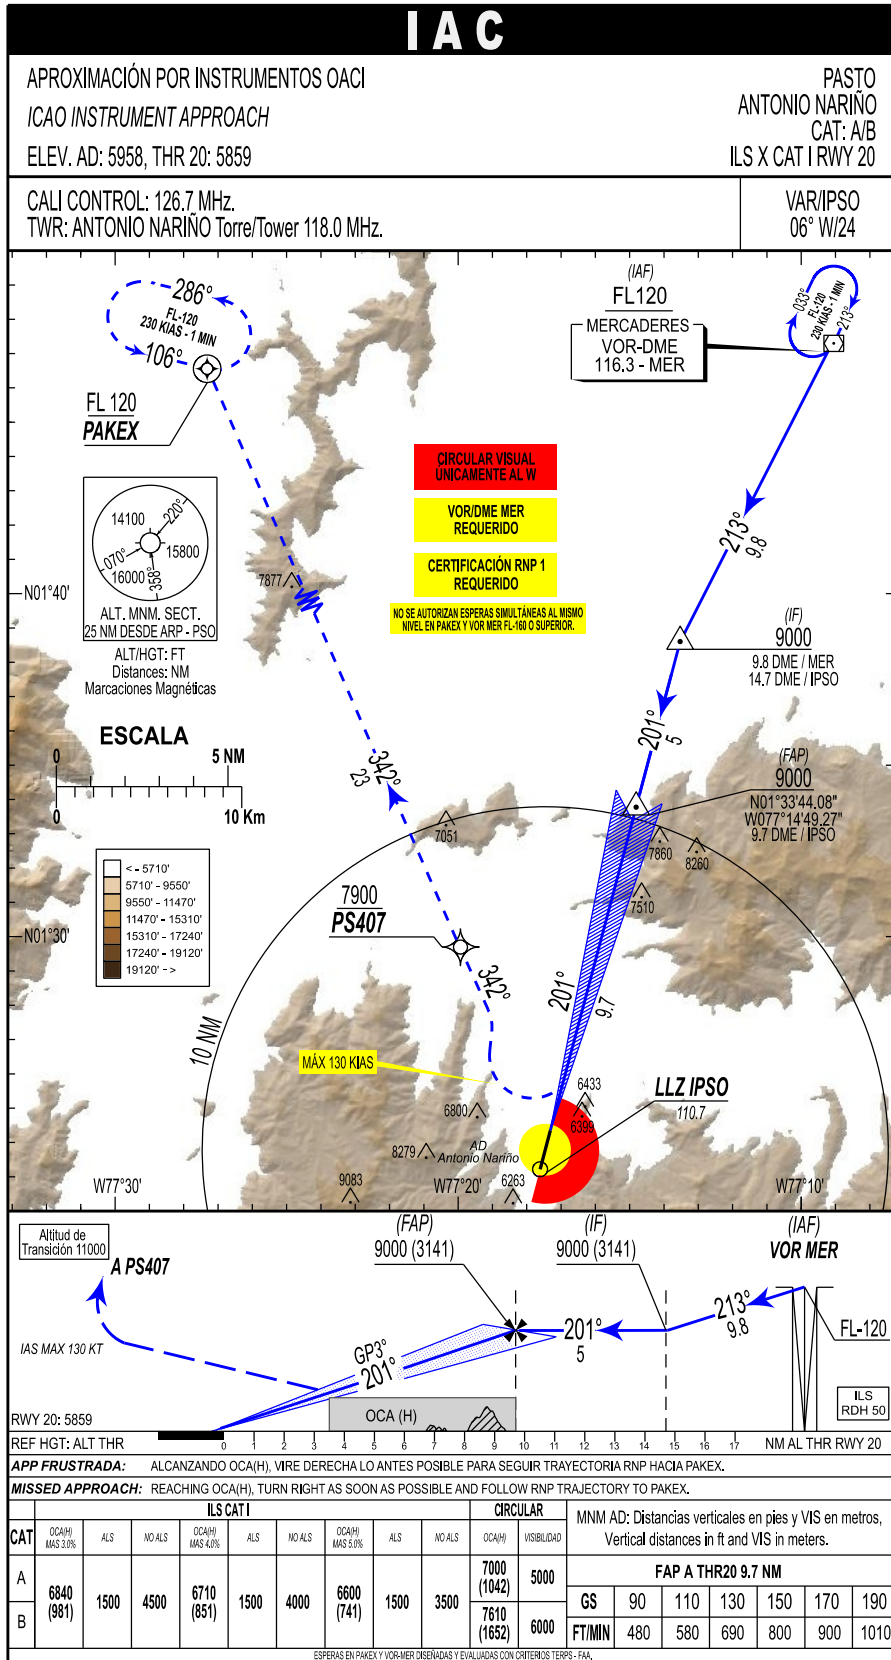 IAC
APROXIMACIÓN POR INSTRUMENTOS OACI
ICAO INSTRUMENT APPROACH
ELEV. AD: 5958, THR 20: 5859
PASTO
ANTONIO NARIÑO
CAT: A/B
ILS X CAT I RWY 20
CALI CONTROL: 126.7 MHz.
TWR: ANTONIO NARIÑO Torre/Tower 118.0 MHz.
VAR/IPSO
06° W/24
286°
FL-120
230 KIAS - 1 MIN
106°
FL 120
PAKEX
(IAF)
FL120
MERCADERES
VOR-DME
116.3 - MER
033°
FL-120
230 KIAS - 1 MIN
213°
CIRCULAR VISUAL
ÚNICAMENTE AL W
VOR/DME MER
REQUERIDO
CERTIFICACIÓN RNP 1
REQUERIDO
NO SE AUTORIZAN ESPERAS SIMULTÁNEAS AL MISMO
NIVEL EN PAKEX Y VOR MER FL-160 O SUPERIOR.
14100
220°
070°
15800
16000
358°
ALT. MNM. SECT.
25 NM DESDE ARP - PSO
ALT/HGT: FT
Distances: NM
Marcaciones Magnéticas
N01°40'
7877
213°
9.8
(IF)
9000
9.8 DME / MER
14.7 DME / IPSO
ESCALA
0
5 NM
0
10 Km
342°
23
201°
5
(FAP)
9000
N01°33'44.08"
W077°14'49.27"
9.7 DME / IPSO
7051
7860
8260
7510
< - 5710'
5710' - 9550'
9550' - 11470'
11470' - 15310'
15310' - 17240'
17240' - 19120'
19120' - >
7900
PS407
N01°30'
342°
201°
9.7
10 NM
MÁX 130 KIAS
LLZ IPSO
110.7
6433
6399
6800
8279
AD
Antonio Nariño
9083
6263
W77°30'
W77°20'
W77°10'
Altitud de
Transición 11000
A PS407
IAS MAX 130 KT
(FAP)
9000 (3141)
(IF)
9000 (3141)
(IAF)
VOR MER
GP3°
201°
201°
5
213°
9.8
FL-120
OCA (H)
ILS
RDH 50
RWY 20: 5859
REF HGT: ALT THR
0 1 2 3 4 5 6 7 8 9 10 11 12 13 14 15 16 17
NM AL THR RWY 20
APP FRUSTRADA: ALCANZANDO OCA(H), VIRE DERECHA LO ANTES POSIBLE PARA SEGUIR TRAYECTORIA RNP HACIA PAKEX.
MISSED APPROACH: REACHING OCA(H), TURN RIGHT AS SOON AS POSSIBLE AND FOLLOW RNP TRAJECTORY TO PAKEX.
ILS CAT I
CIRCULAR
CAT
OCA(H)
MAS 3.0%
ALS
NO ALS
OCA(H)
MAS 4.0%
ALS
NO ALS
OCA(H)
MAS 5.0%
ALS
NO ALS
OCA(H)
VISIBILIDAD
A
B
6840
(981)
1500
4500
6710
(851)
1500
4000
6600
(741)
1500
3500
7000
(1042)
5000
7610
(1652)
6000
MNM AD: Distancias verticales en pies y VIS en metros,
Vertical distances in ft and VIS in meters.
FAP A THR20 9.7 NM
GS 90 110 130 150 170 190
FT/MIN 480 580 690 800 900 1010
ESPERAS EN PAKEX Y VOR-MER DISEÑADAS Y EVALUADAS CON CRITERIOS TERPS - FAA.